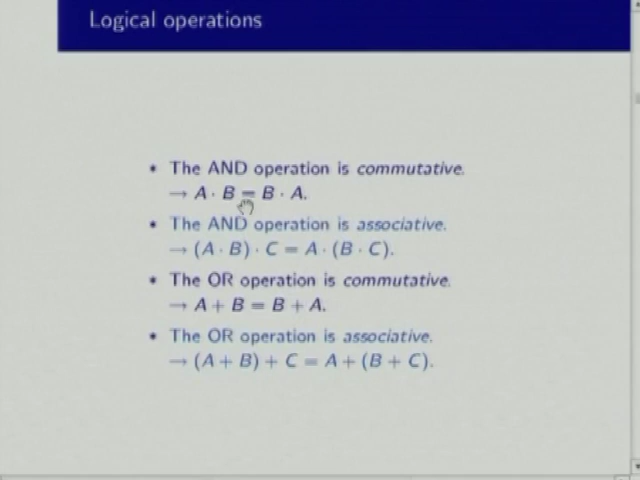 Logical operations
* The AND operation is commutative.
→ A · B = B · A.
* The AND operation is associative.
→ (A · B) · C = A · (B · C).
* The OR operation is commutative.
→ A + B = B + A.
* The OR operation is associative.
→ (A + B) + C = A + (B + C).